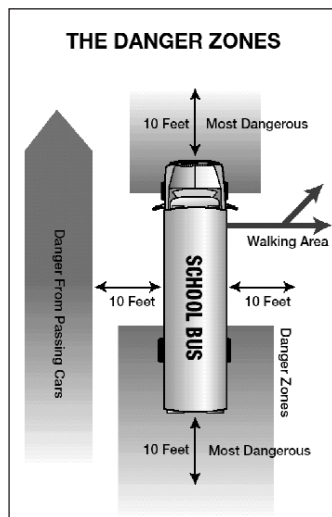 THE DANGER ZONES
10 Feet Most Dangerous
Walking Area
Danger From Passing Cars
SCHOOL BUS
10 Feet
10 Feet
Danger Zones
10 Feet Most Dangerous